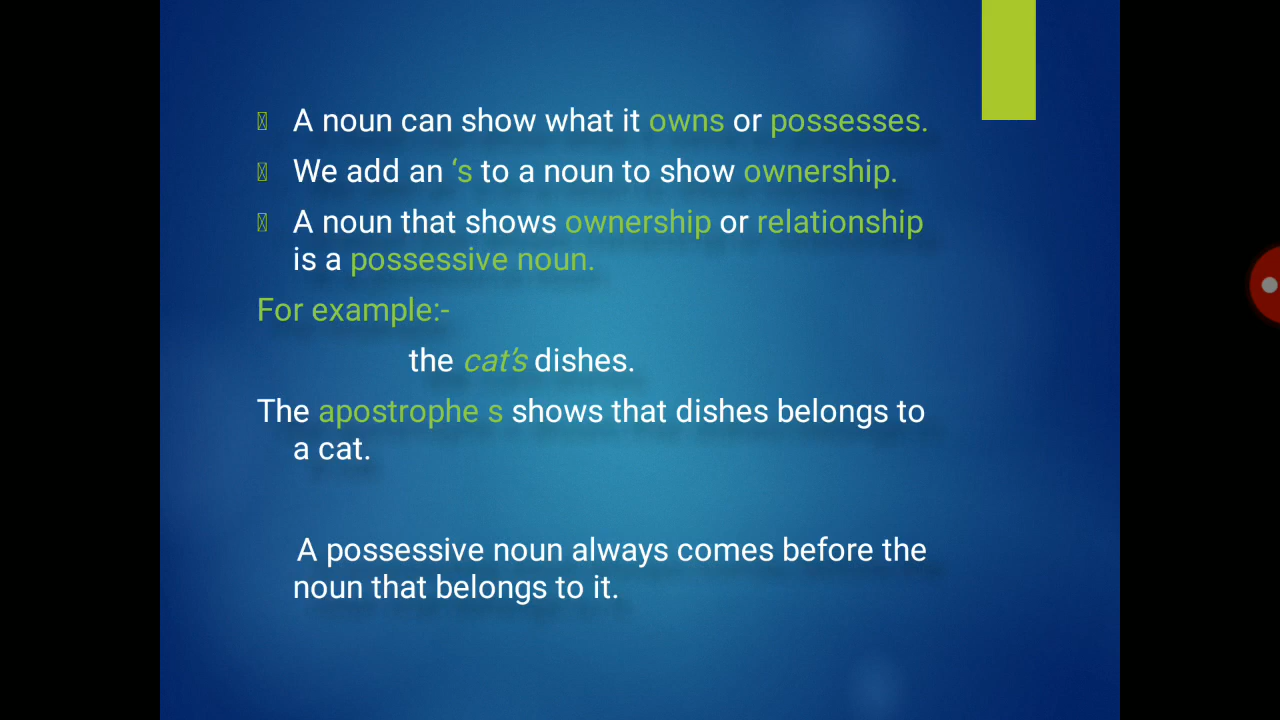 A noun can show what it owns or possesses.
We add an ‘s to a noun to show ownership.
A noun that shows ownership or relationship
is a possessive noun.
For example:-
the cat’s dishes.
The apostrophe s shows that dishes belongs to
a cat.
A possessive noun always comes before the
noun that belongs to it.